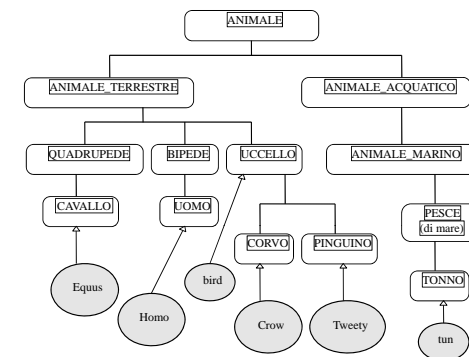 ANIMALE
ANIMALE_TERRESTRE
ANIMALE_ACQUATICO
QUADRUPEDE
BIPEDE
UCCELLO
ANIMALE_MARINO
CAVALLO
UOMO
PESCE
(di mare)
CORVO
PINGUINO
TONNO
Equus
bird
Homo
Crow
Tweety
tun